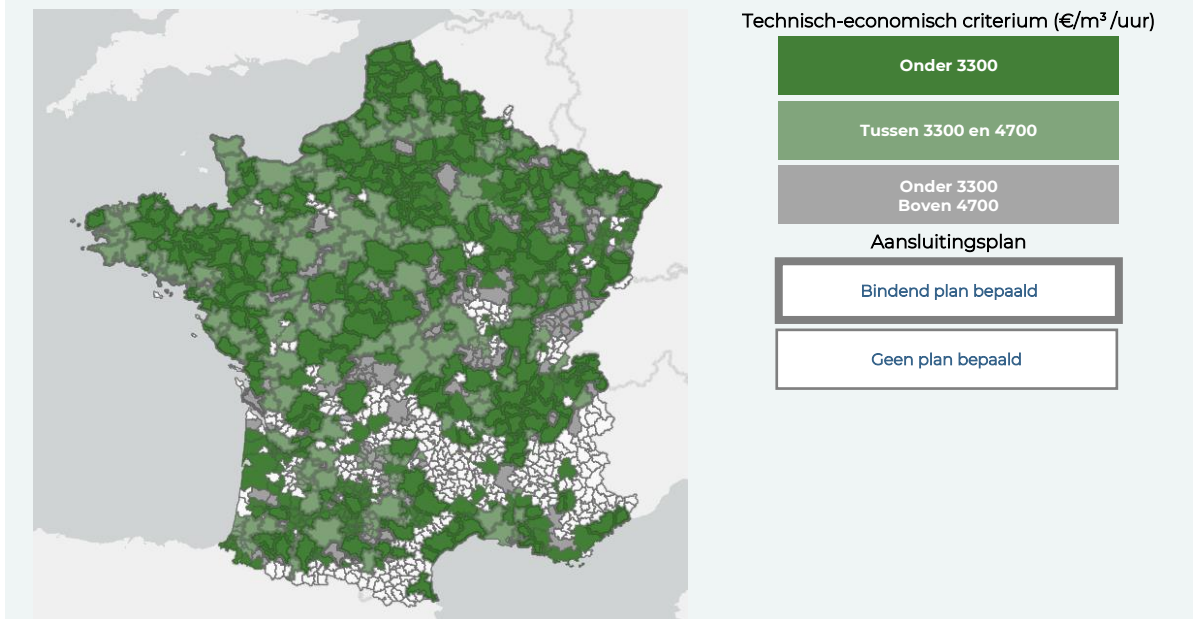 Technisch-economisch criterium (€/m³ /uur)
Onder 3300
Tussen 3300 en 4700
Onder 3300
Boven 4700
Aansluitingsplan
Bindend plan bepaald
Geen plan bepaald